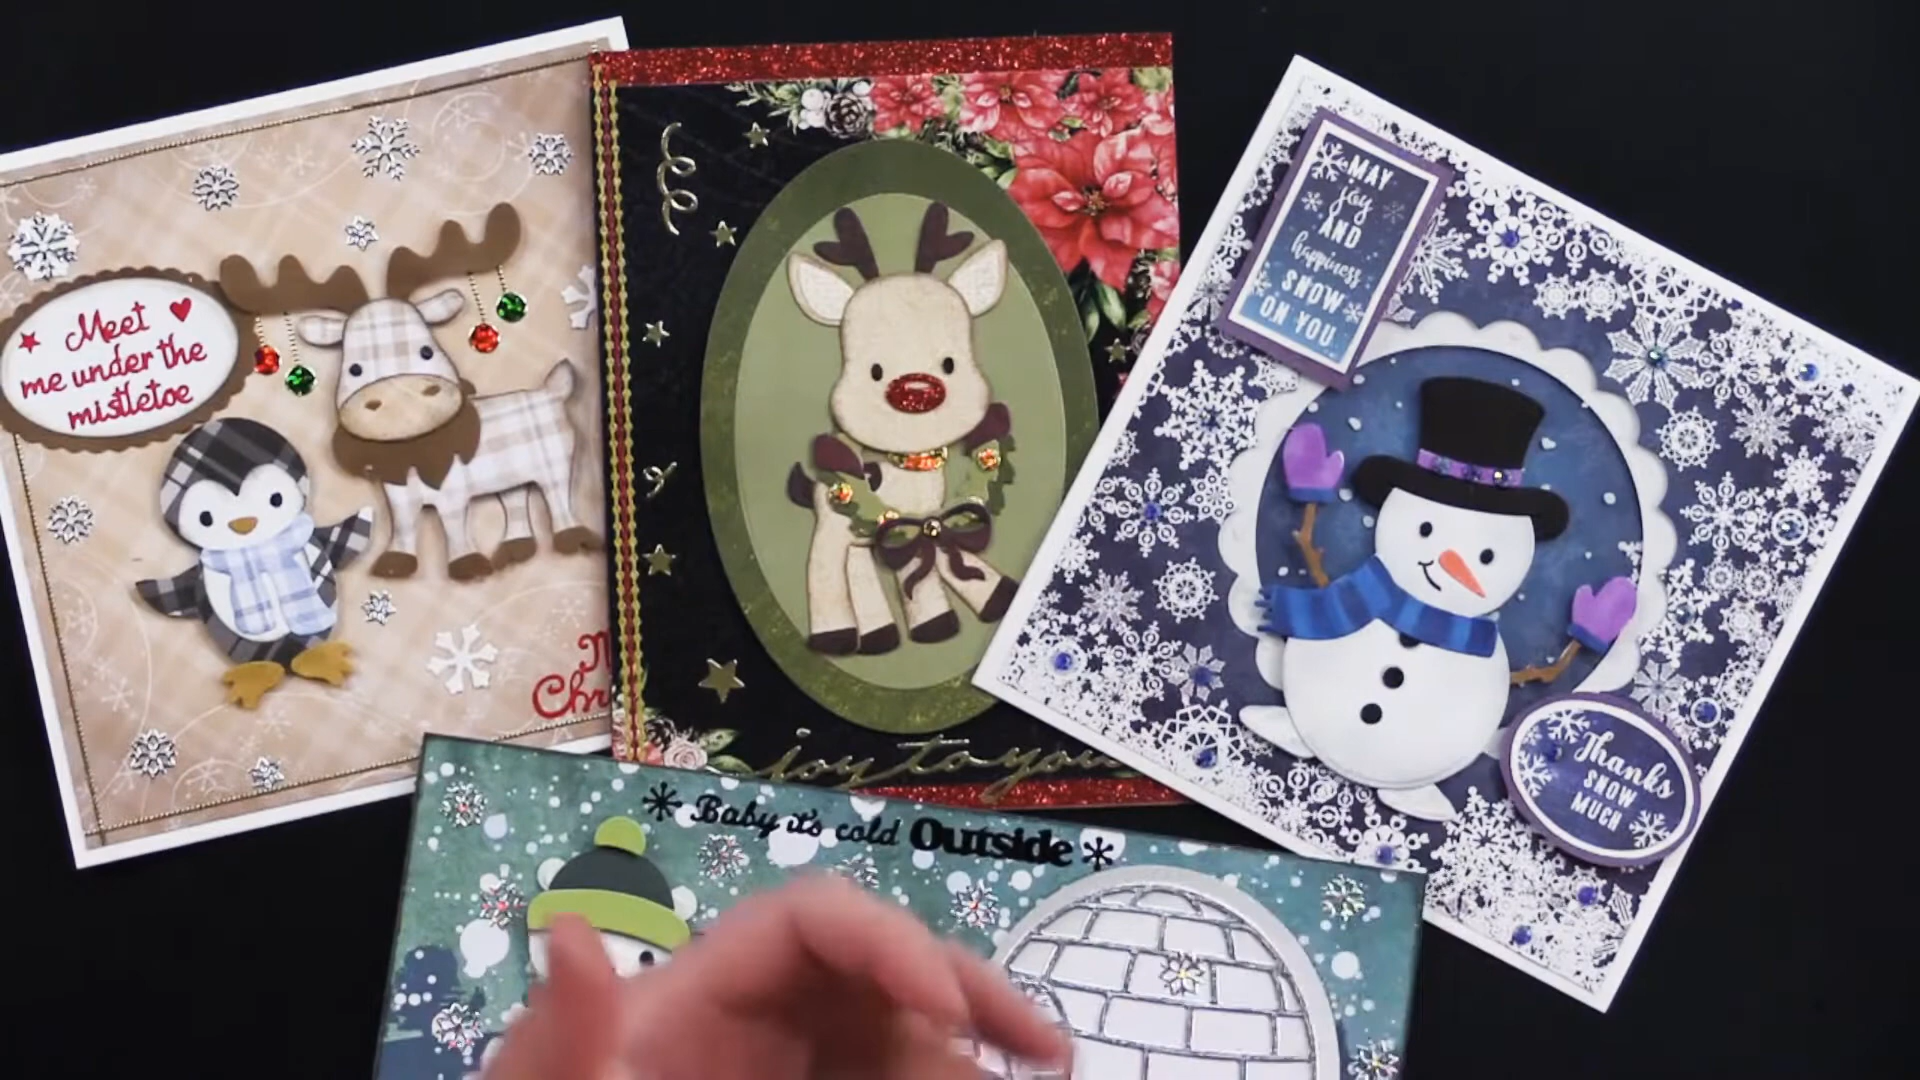 Meet
me under the
mistletoe
joy to you
MAY
joy
AND
happiness
SNOW
ON YOU
Thanks
SNOW
MUCH
Baby it's cold Outside